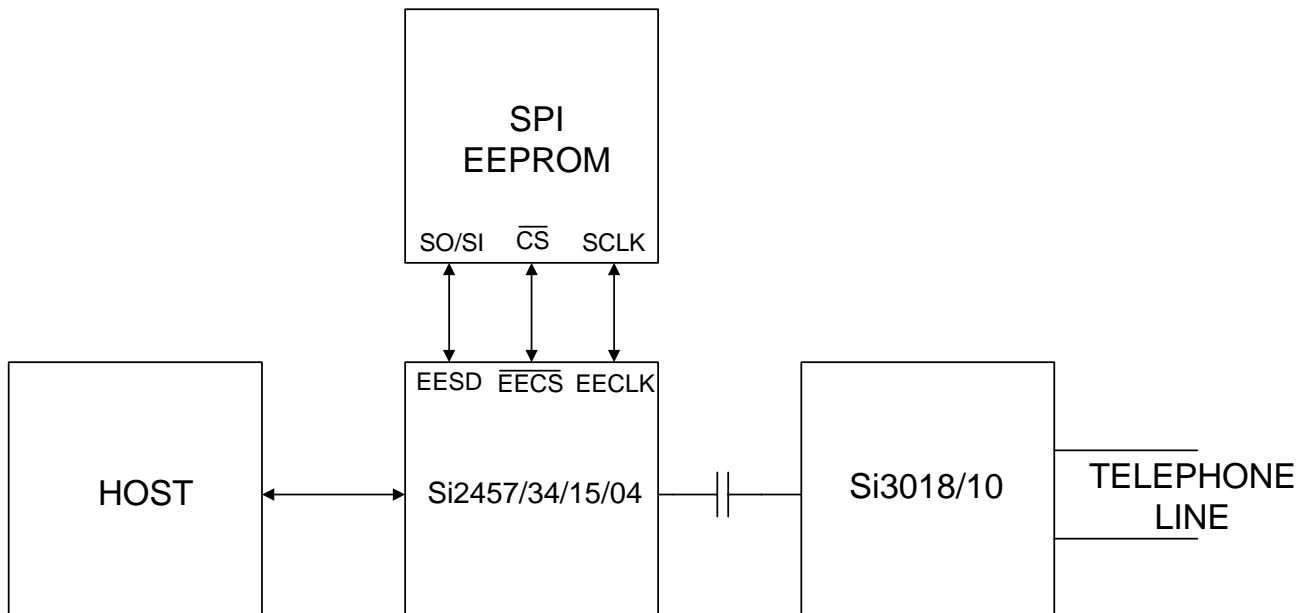 SPI
EEPROM
SO/SI CS SCLK
EESD EECS EECLK
HOST
Si2457/34/15/04
Si3018/10
TELEPHONE
LINE